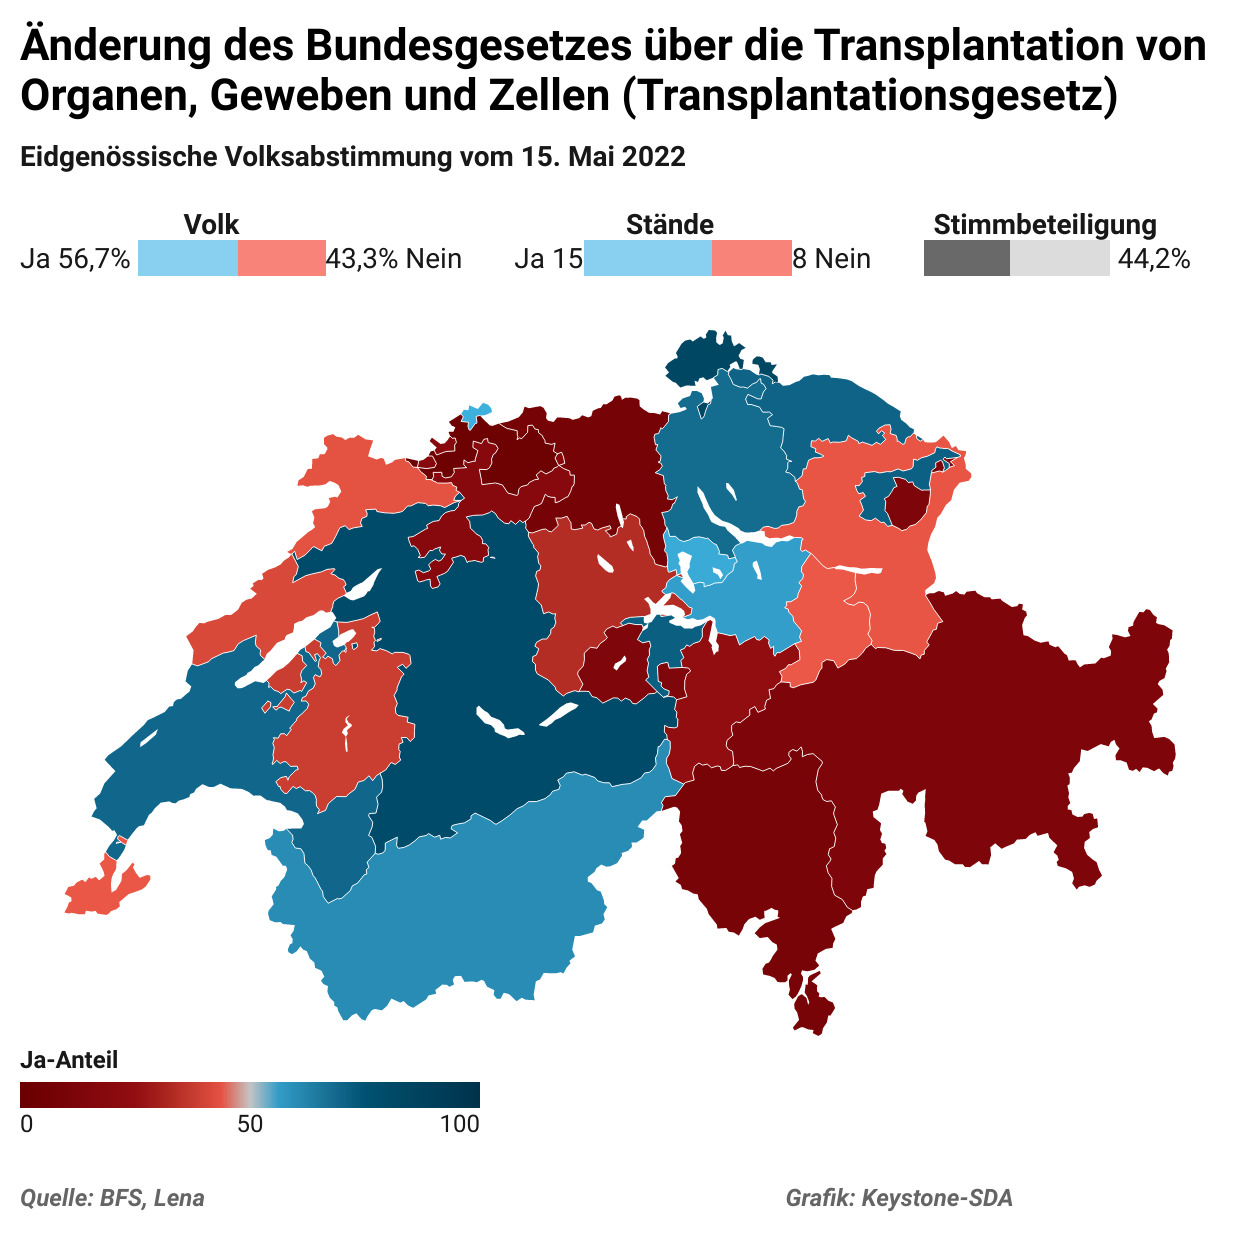 Änderung des Bundesgesetzes über die Transplantation von
Organen, Geweben und Zellen (Transplantationsgesetz)
Eidgenössische Volksabstimmung vom 15. Mai 2022
Volk
Ja 56,7% 43,3% Nein
Stände
Ja 15 8 Nein
Stimmbeteiligung
44,2%
Ja-Anteil
0 50 100
Quelle: BFS, Lena
Grafik: Keystone-SDA